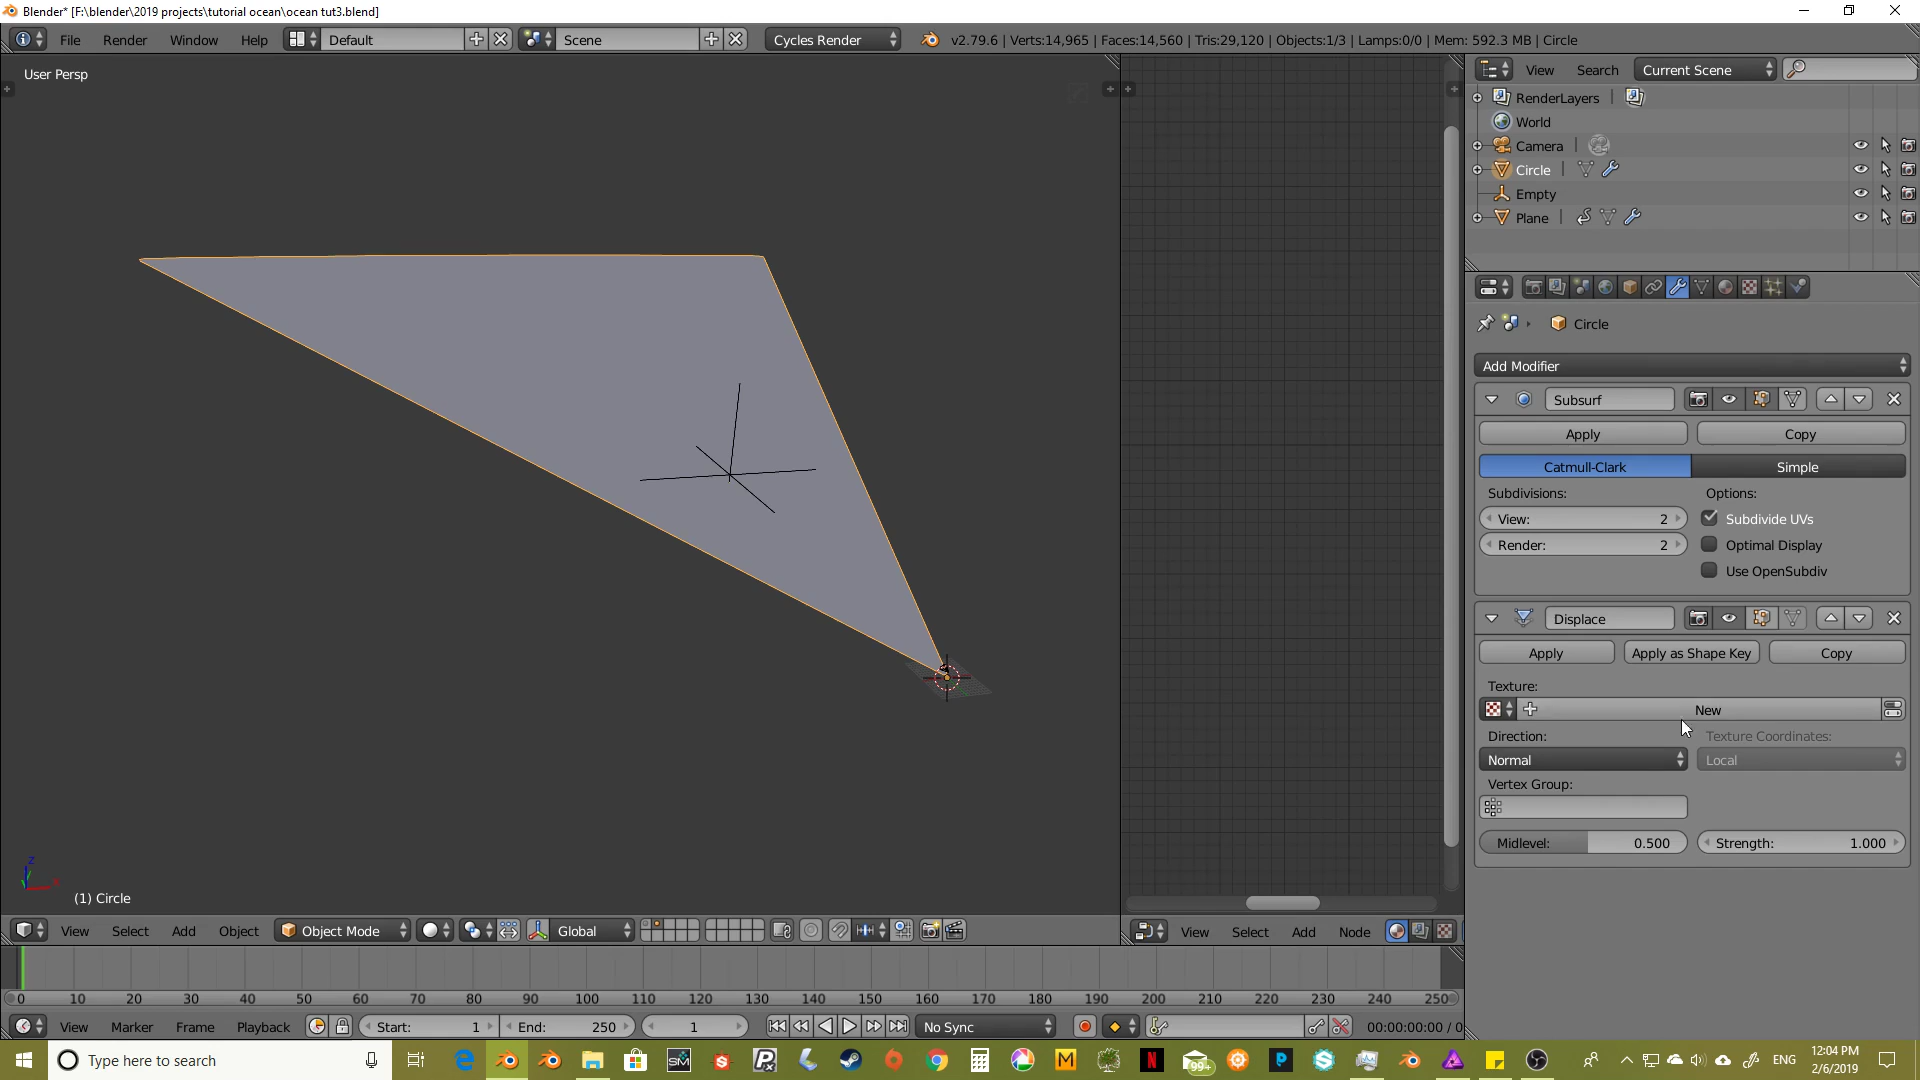 Blender* [F:\blender\2019 projects\tutorial ocean\ocean tut3.blend]
File Render Window Help Default Scene Cycles Render v2.79.6 | Verts:14,965 | Faces:14,560 | Tris:29,120 | Objects:1/3 | Lamps:0/0 | Mem: 592.3 MB | Circle
User Persp
View Search Current Scene
RenderLayers
World
Camera
Circle
Empty
Plane
Circle
Add Modifier
Subsurf
Apply Copy
Catmull-Clark Simple
Subdivisions: Options:
View: 2 Subdivide UVs
Render: 2 Optimal Display
Use OpenSubdiv
Displace
Apply Apply as Shape Key Copy
Texture:
New
Direction: Texture Coordinates:
Normal Local
Vertex Group:
Midlevel: 0.500 Strength: 1.000
z
(1) Circle
View Select Add Object Object Mode Global View Select Add Node
0 10 20 30 40 50 60 70 80 90 100 110 120 130 140 150 160 170 180 190 200 210 220 230 240 250
View Marker Frame Playback Start: 1 End: 250 1 No Sync 00:00:00:00 / 0
Type here to search
99+
ENG
12:04 PM
2/6/2019